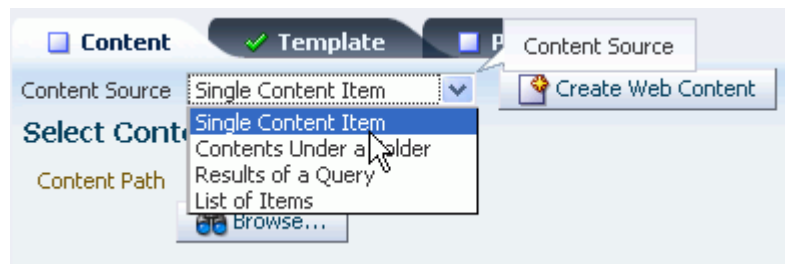 Content
Template
P
Content Source
Content Source
Single Content Item
Create Web Content
Single Content Item
Select Cont
Contents Under a Folder
Content Path
Results of a Query
List of Items
Browse...